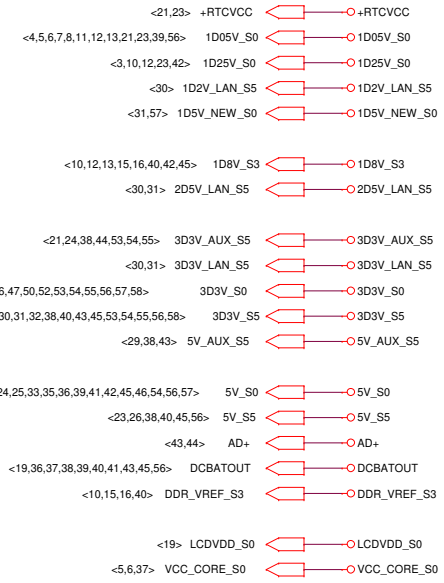 <21,23> +RTCVCC +RTCVCC
<4,5,6,7,8,11,12,13,21,23,39,56> 1D05V_S0 1D05V_S0
<3,10,12,23,42> 1D25V_S0 1D25V_S0
<30> 1D2V_LAN_S5 1D2V_LAN_S5
<31,57> 1D5V_NEW_S0 1D5V_NEW_S0
<10,12,13,15,16,40,42,45> 1D8V_S3 1D8V_S3
<30,31> 2D5V_LAN_S5 2D5V_LAN_S5
<21,24,38,44,53,54,55> 3D3V_AUX_S5 3D3V_AUX_S5
<30,31> 3D3V_LAN_S5 3D3V_LAN_S5
6,47,50,52,53,54,55,56,57,58> 3D3V_S0 3D3V_S0
30,31,32,38,40,43,45,53,54,55,56,58> 3D3V_S5 3D3V_S5
<29,38,43> 5V_AUX_S5 5V_AUX_S5
24,25,33,35,36,39,41,42,45,46,54,56,57> 5V_S0 5V_S0
<23,26,38,40,45,56> 5V_S5 5V_S5
<43,44> AD+ AD+
<19,36,37,38,39,40,41,43,45,56> DCBATOUT DCBATOUT
<10,15,16,40> DDR_VREF_S3 DDR_VREF_S3
<19> LCDVDD_S0 LCDVDD_S0
<5,6,37> VCC_CORE_S0 VCC_CORE_S0